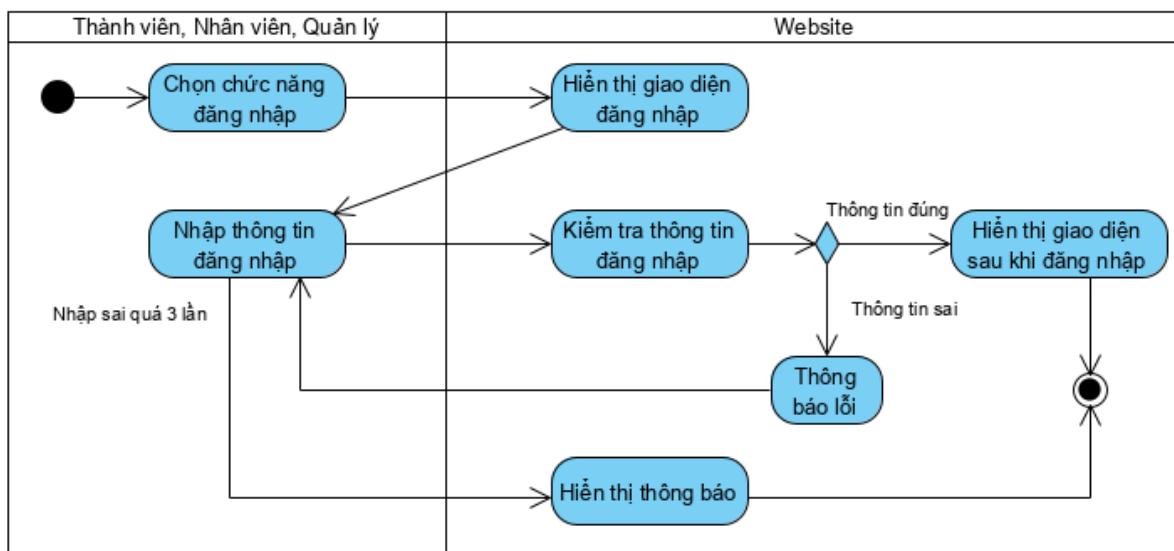 Thành viên, Nhân viên, Quản lý
Website
Chọn chức năng
đăng nhập
Hiển thị giao diện
đăng nhập
Nhập thông tin
đăng nhập
Kiểm tra thông tin
đăng nhập
Thông tin đúng
Hiển thị giao diện
sau khi đăng nhập
Nhập sai quá 3 lần
Thông tin sai
Thông
báo lỗi
Hiển thị thông báo